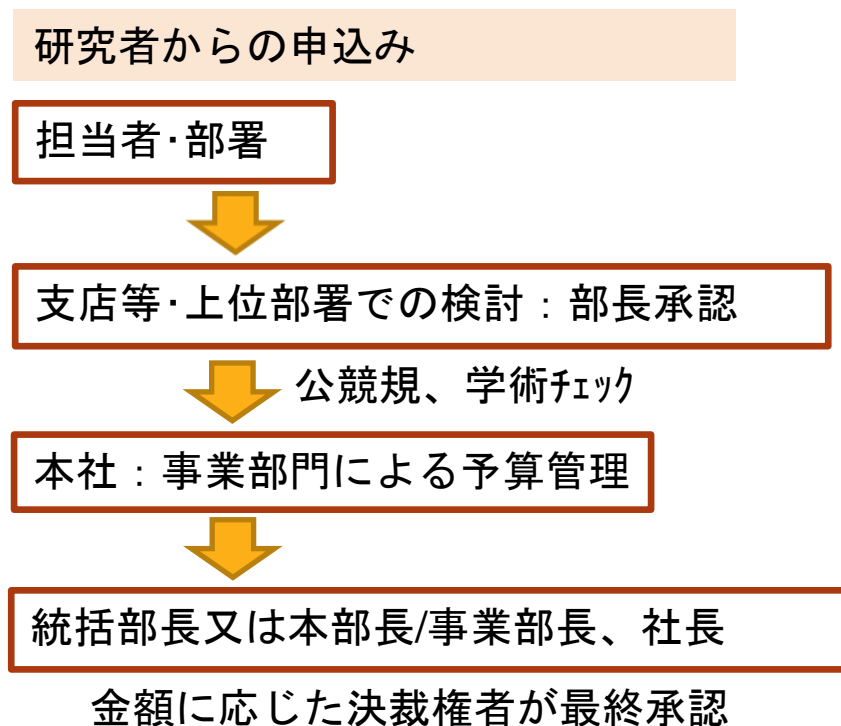 研究者からの申込み
担当者･部署
支店等･上位部署での検討：部長承認
公競規、学術ﾁｪｯｸ
本社：事業部門による予算管理
統括部長又は本部長/事業部長、社長
金額に応じた決裁権者が最終承認